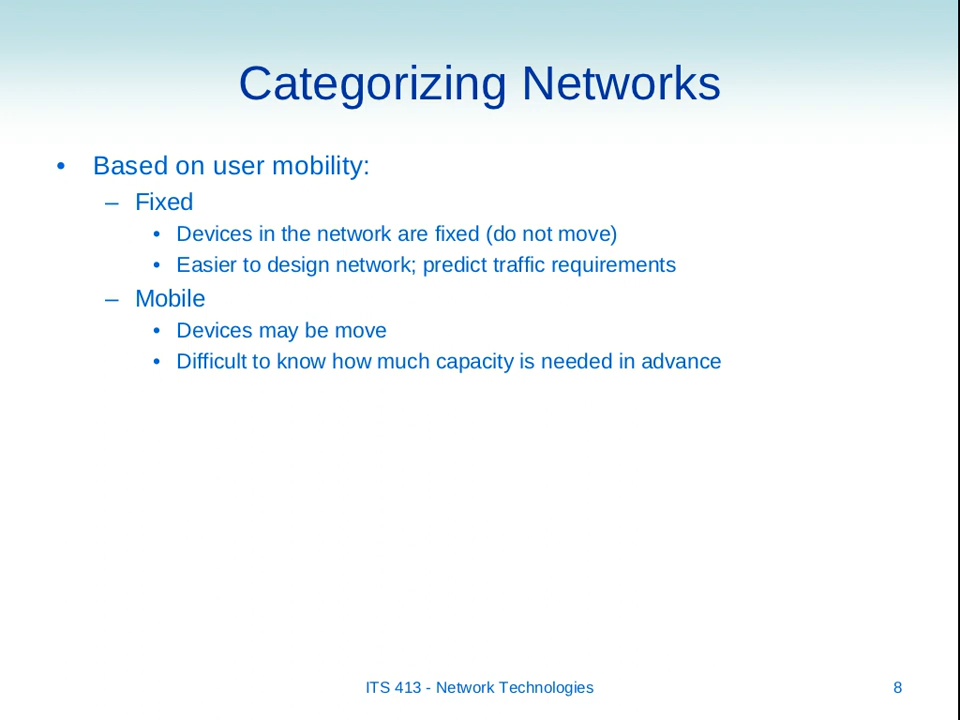 Categorizing Networks
• Based on user mobility:
– Fixed
• Devices in the network are fixed (do not move)
• Easier to design network; predict traffic requirements
– Mobile
• Devices may be move
• Difficult to know how much capacity is needed in advance
ITS 413 - Network Technologies
8